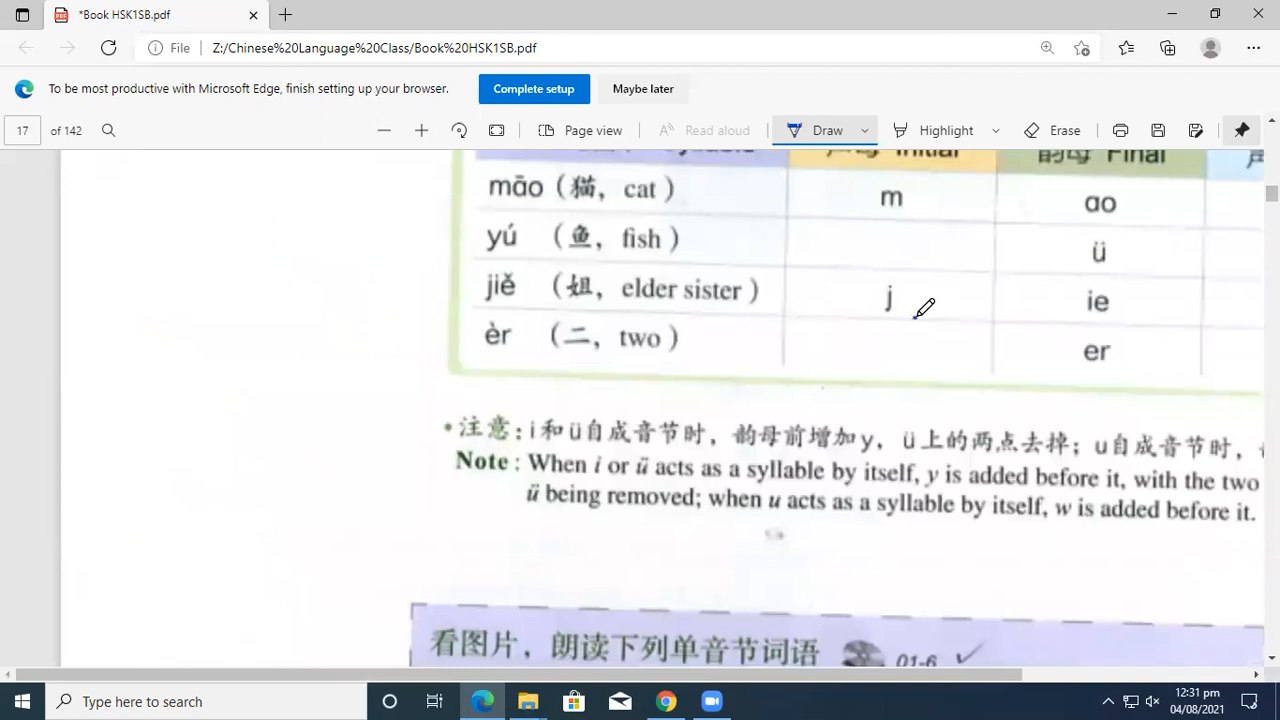 *Book HSK1SB.pdf
File Z:/Chinese%20Language%20Class/Book%20HSK1SB.pdf
To be most productive with Microsoft Edge, finish setting up your browser. Complete setup Maybe later
17 of 142 Page view Read aloud Draw Highlight Erase
声母 Initial 韵母 Final 声
māo (猫, cat) m ao
yú (鱼, fish) ü
jiě (姐, elder sister) j ie
èr (二, two) er
•注意: i和ü自成音节时, 韵母前增加y, ü上的两点去掉; u自成音节时,
Note: When i or ü acts as a syllable by itself, y is added before it, with the two
ü being removed; when u acts as a syllable by itself, w is added before it.
看图片, 朗读下列单音节词语 01-6
Type here to search
12:31 pm
04/08/2021